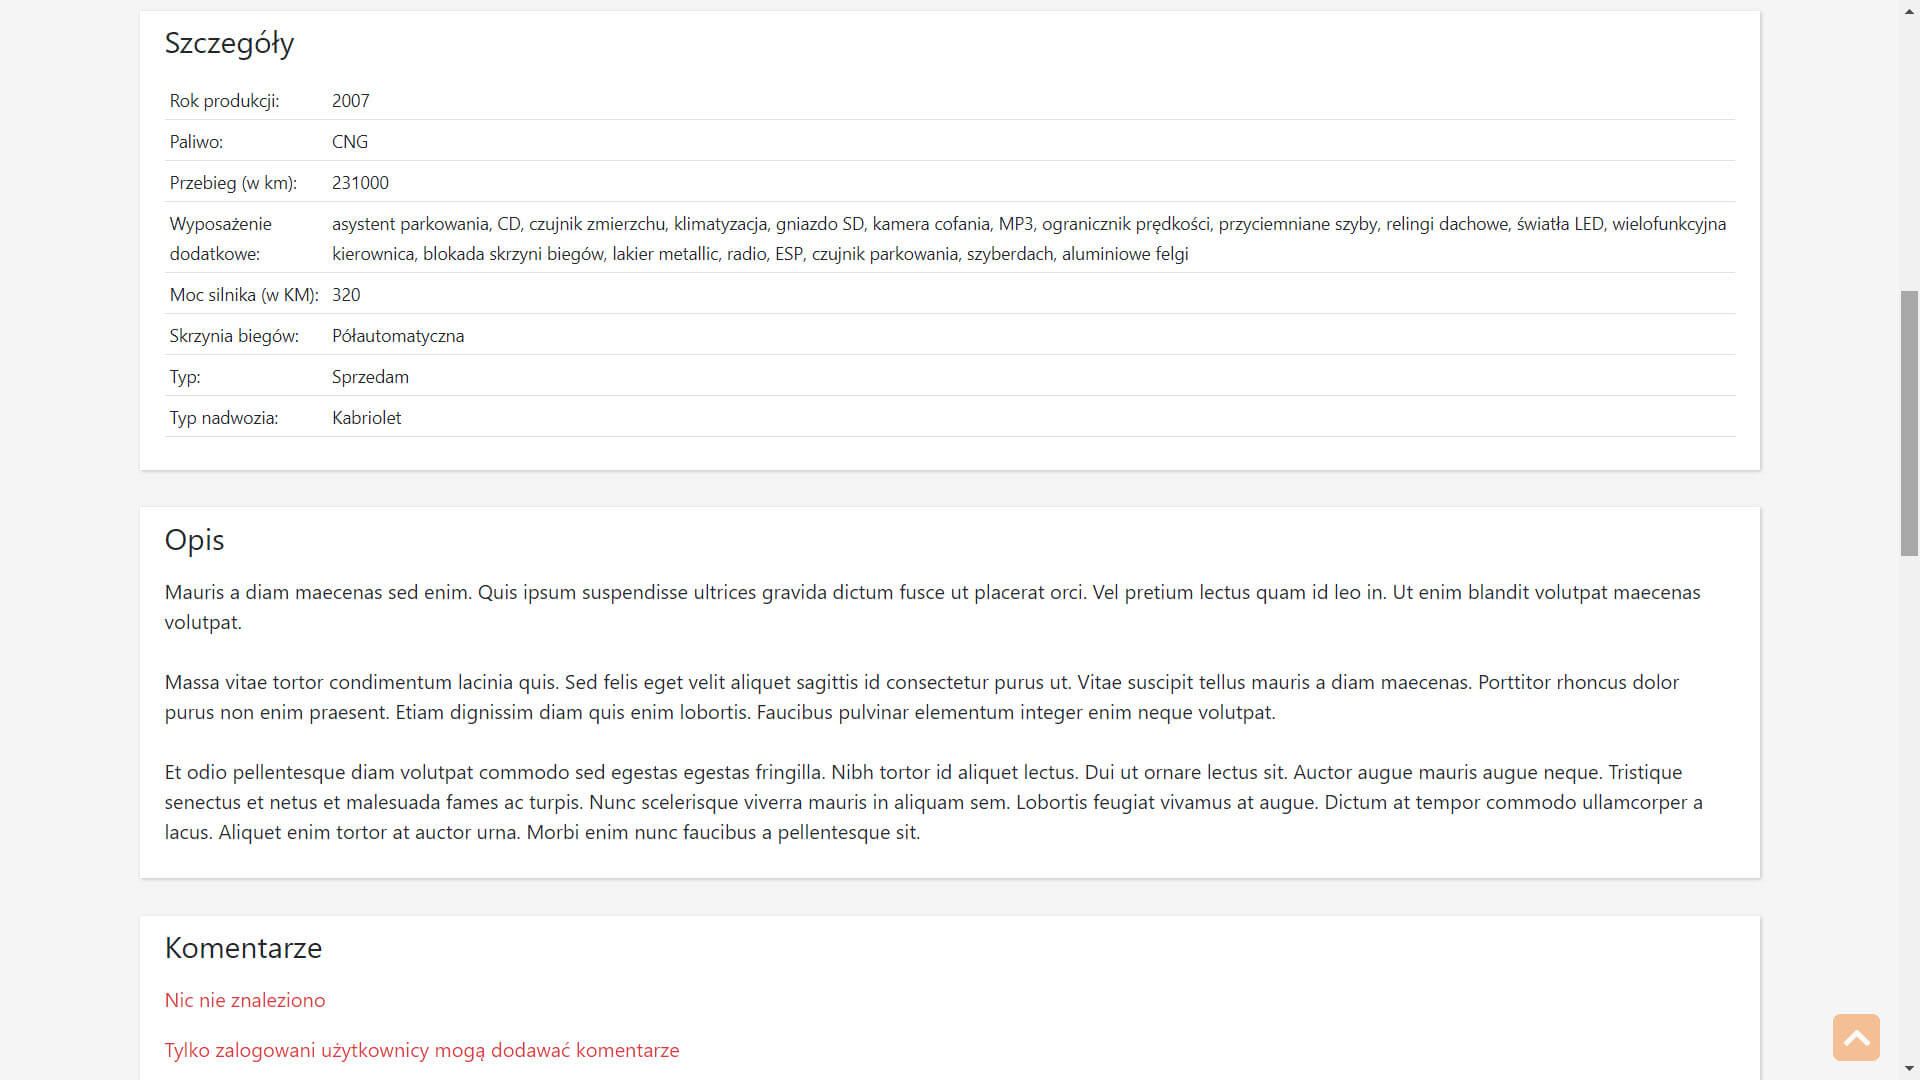 Szczegóły
Rok produkcji: 2007
Paliwo: CNG
Przebieg (w km): 231000
Wyposażenie dodatkowe: asystent parkowania, CD, czujnik zmierzchu, klimatyzacja, gniazdo SD, kamera cofania, MP3, ogranicznik prędkości, przyciemniane szyby, relingi dachowe, światła LED, wielofunkcyjna
kierownica, blokada skrzyni biegów, lakier metallic, radio, ESP, czujnik parkowania, szyberdach, aluminiowe felgi
Moc silnika (w KM): 320
Skrzynia biegów: Półautomatyczna
Typ: Sprzedam
Typ nadwozia: Kabriolet
Opis
Mauris a diam maecenas sed enim. Quis ipsum suspendisse ultrices gravida dictum fusce ut placerat orci. Vel pretium lectus quam id leo in. Ut enim blandit volutpat maecenas
volutpat.
Massa vitae tortor condimentum lacinia quis. Sed felis eget velit aliquet sagittis id consectetur purus ut. Vitae suscipit tellus mauris a diam maecenas. Porttitor rhoncus dolor
purus non enim praesent. Etiam dignissim diam quis enim lobortis. Faucibus pulvinar elementum integer enim neque volutpat.
Et odio pellentesque diam volutpat commodo sed egestas egestas fringilla. Nibh tortor id aliquet lectus. Dui ut ornare lectus sit. Auctor augue mauris augue neque. Tristique
senectus et netus et malesuada fames ac turpis. Nunc scelerisque viverra mauris in aliquam sem. Lobortis feugiat vivamus at augue. Dictum at tempor commodo ullamcorper a
lacus. Aliquet enim tortor at auctor urna. Morbi enim nunc faucibus a pellentesque sit.
Komentarze
Nic nie znaleziono
Tylko zalogowani użytkownicy mogą dodawać komentarze